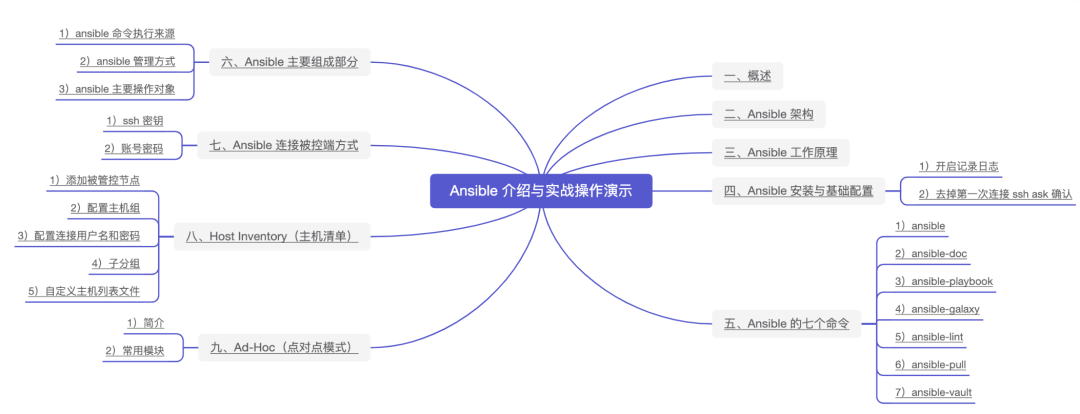 Ansible 介绍与实战操作演示
一、概述
二、Ansible 架构
三、Ansible 工作原理
四、Ansible 安装与基础配置
1）开启记录日志
2）去掉第一次连接 ssh ask 确认
五、Ansible 的七个命令
1）ansible
2）ansible-doc
3）ansible-playbook
4）ansible-galaxy
5）ansible-lint
6）ansible-pull
7）ansible-vault
六、Ansible 主要组成部分
1）ansible 命令执行来源
2）ansible 管理方式
3）ansible 主要操作对象
七、Ansible 连接被控端方式
1）ssh 密钥
2）账号密码
八、Host Inventory（主机清单）
1）添加被管控节点
2）配置主机组
3）配置连接用户名和密码
4）子分组
5）自定义主机列表文件
九、Ad-Hoc（点对点模式）
1）简介
2）常用模块